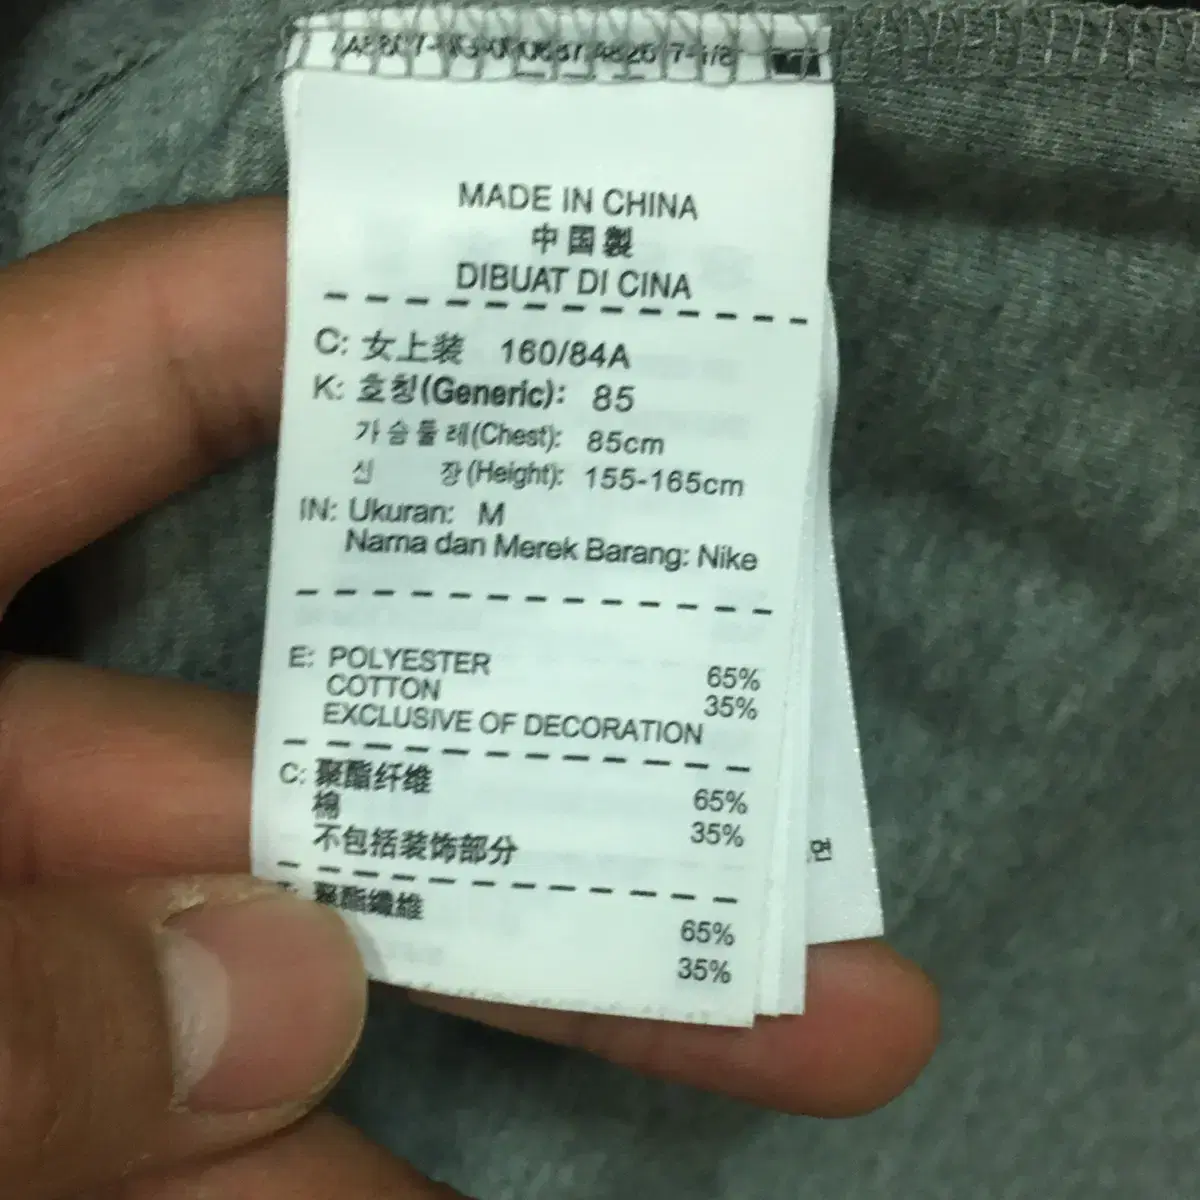 MADE IN CHINA
中国製
DIBUAT DI CINA
C: 女上装 160/84A
K: 호칭(Generic): 85
가슴둘레(Chest): 85cm
신 장(Height): 155-165cm
IN: Ukuran: M
Nama dan Merek Barang: Nike
E: POLYESTER 65%
COTTON 35%
EXCLUSIVE OF DECORATION
C: 聚酯纤维 65%
棉 35%
不包括装饰部分
聚酯纖維 65%
35%
면